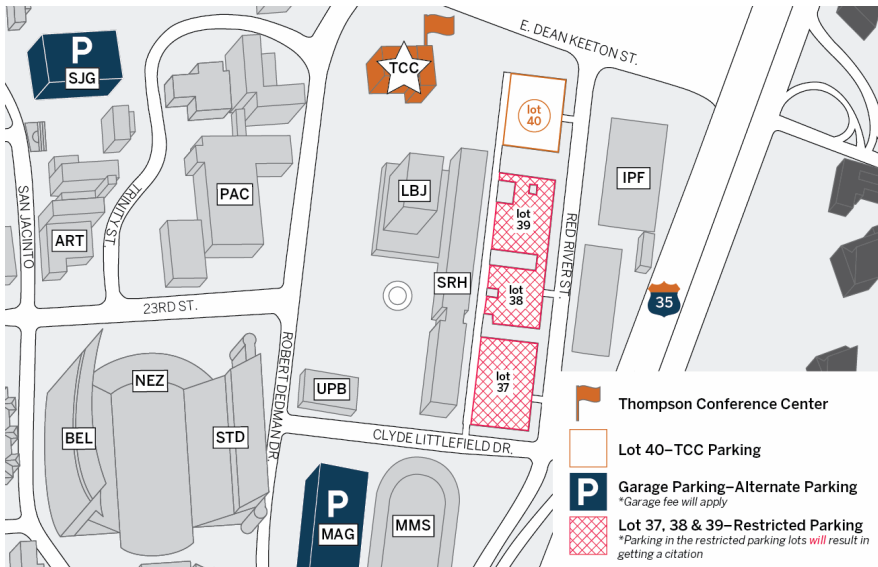 E. DEAN KEETON ST.
P
SJG
TCC
lot
40
SAN JACINTO
TRINITY ST.
ART
PAC
LBJ
SRH
lot
39
RED RIVER ST.
IPF
lot
38
35
23RD ST.
ROBERT DEDMAN DR.
NEZ
BEL
STD
UPB
lot
37
CLYDE LITTLEFIELD DR.
P
MAG
MMS
Thompson Conference Center
Lot 40–TCC Parking
P
Garage Parking–Alternate Parking
*Garage fee will apply
Lot 37, 38 & 39–Restricted Parking
*Parking in the restricted parking lots will result in
getting a citation